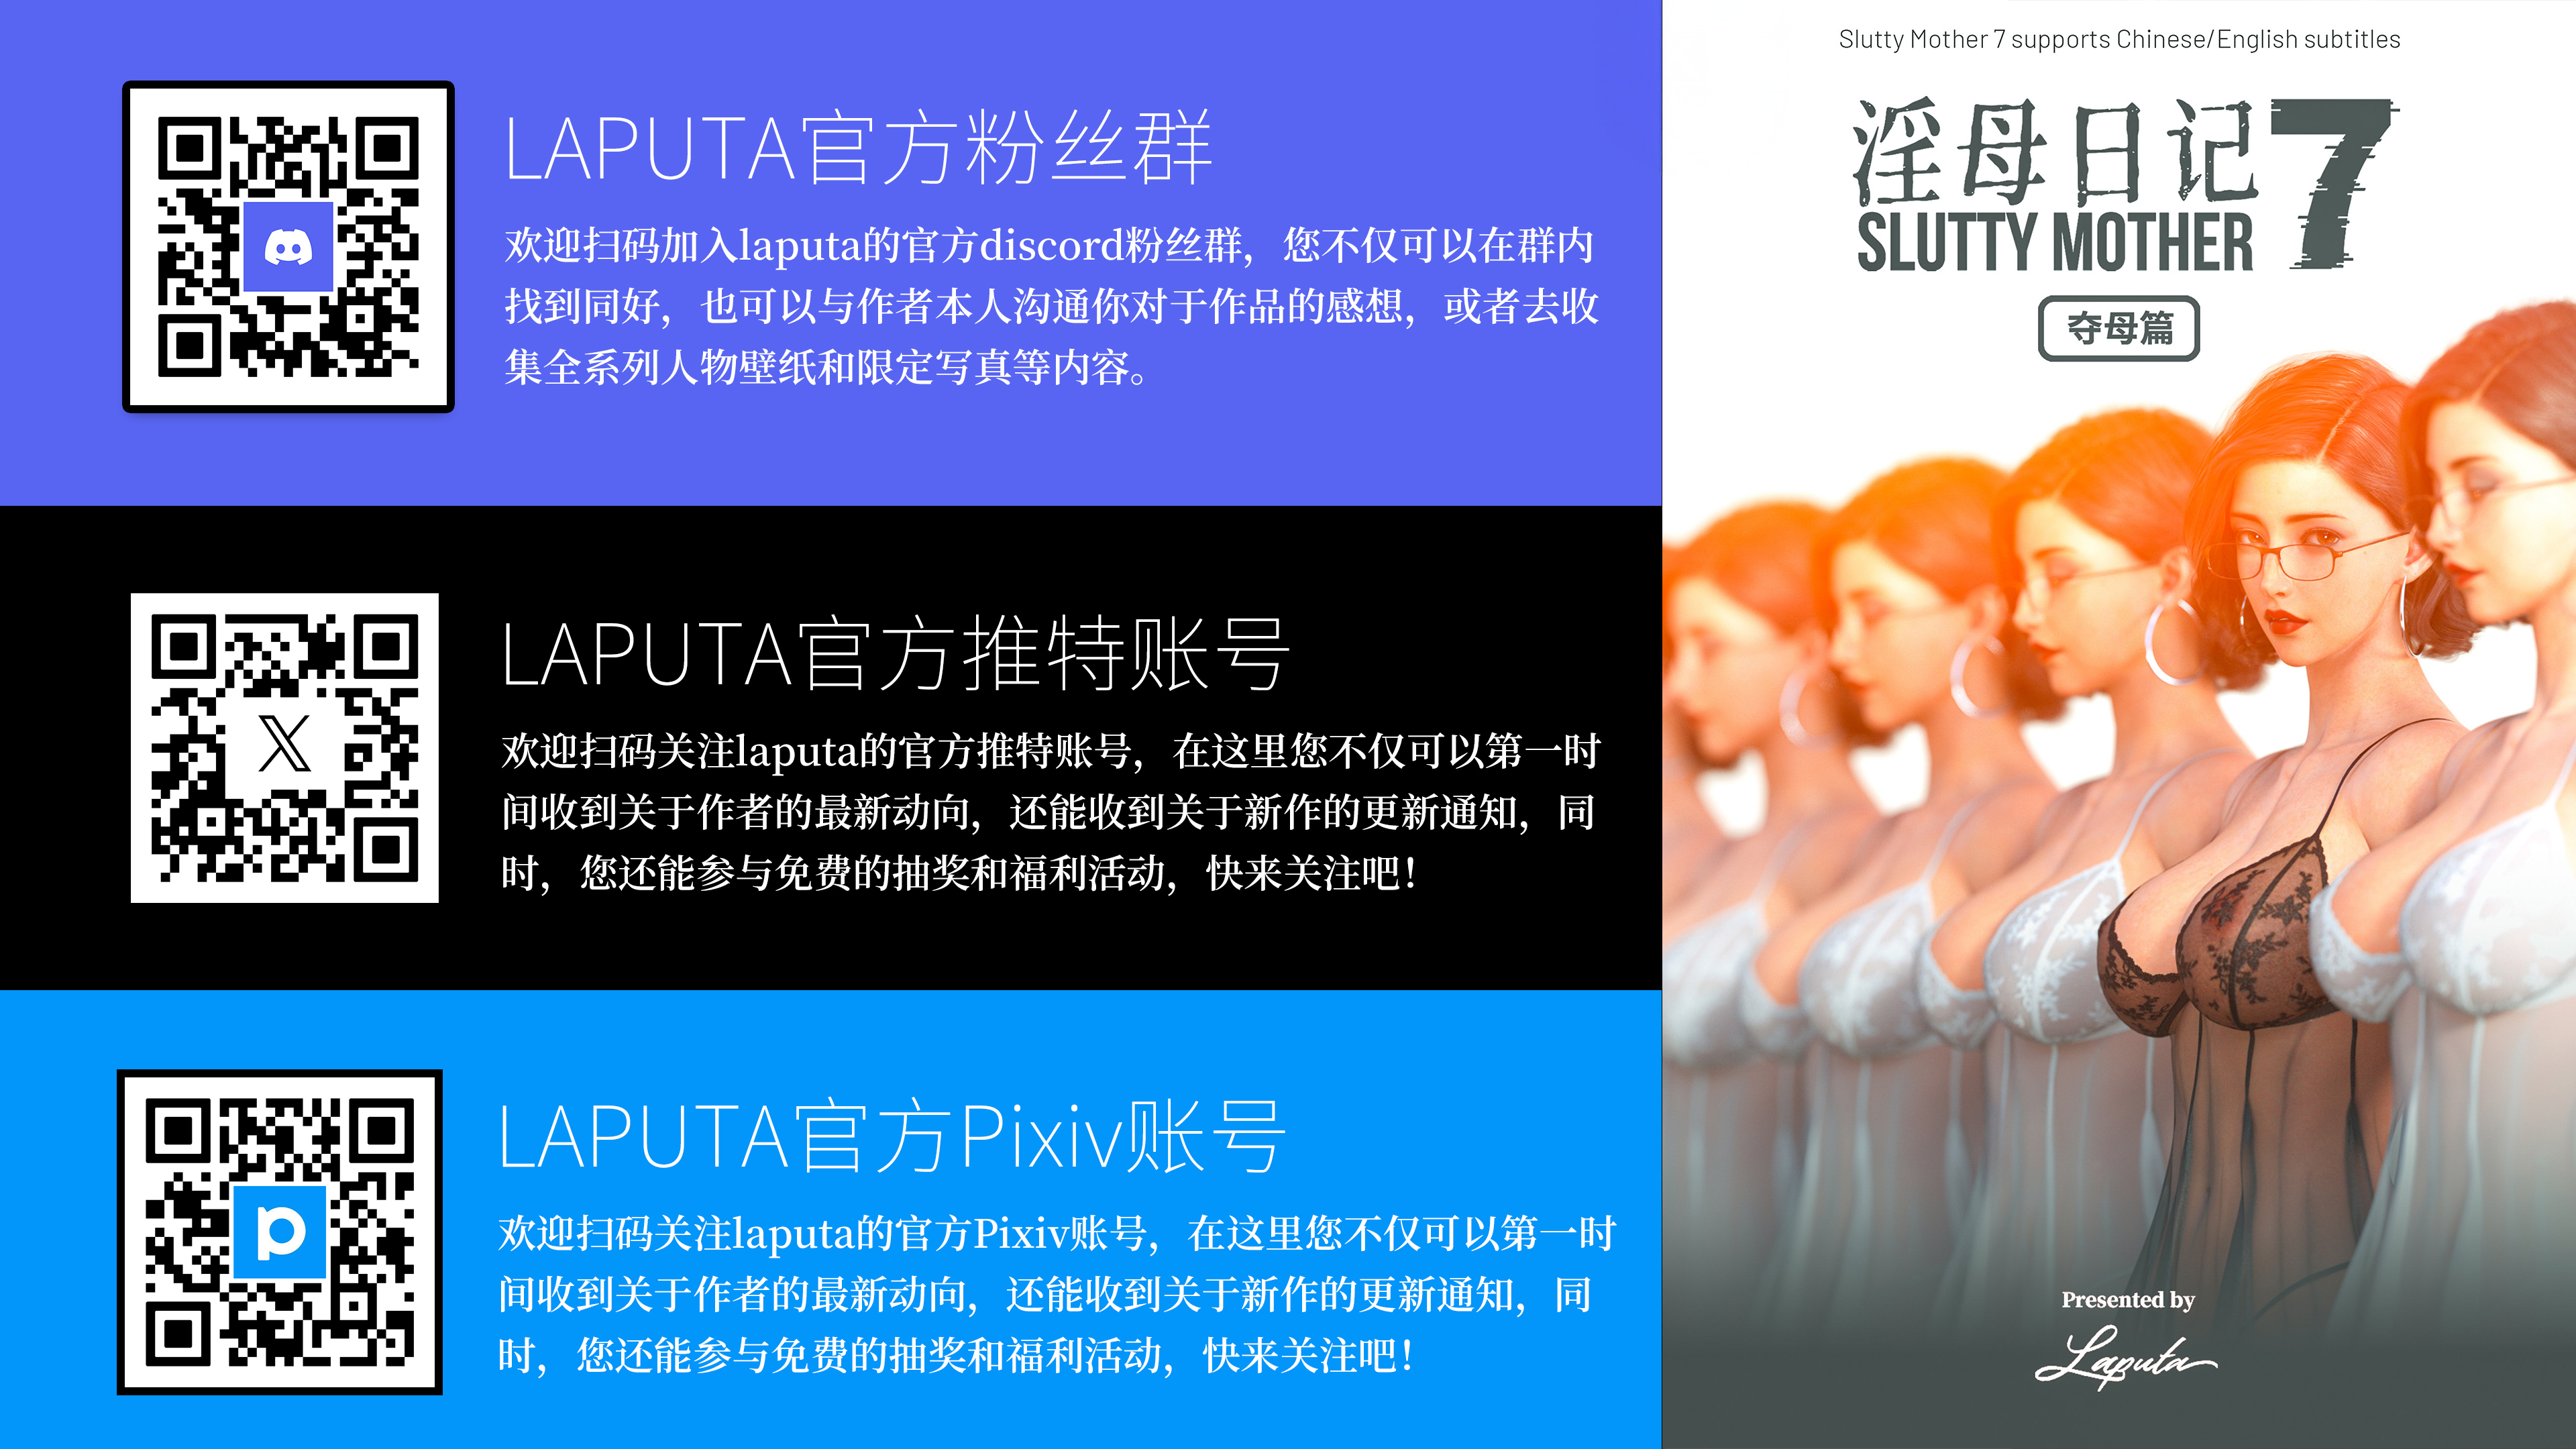 LAPUTA官方粉丝群
欢迎扫码加入laputa的官方discord粉丝群，您不仅可以在群内
找到同好，也可以与作者本人沟通你对于作品的感想，或者去收
集全系列人物壁纸和限定写真等内容。
LAPUTA官方推特账号
欢迎扫码关注laputa的官方推特账号，在这里您不仅可以第一时
间收到关于作者的最新动向，还能收到关于新作的更新通知，同
时，您还能参与免费的抽奖和福利活动，快来关注吧！
LAPUTA官方Pixiv账号
欢迎扫码关注laputa的官方Pixiv账号，在这里您不仅可以第一时
间收到关于作者的最新动向，还能收到关于新作的更新通知，同
时，您还能参与免费的抽奖和福利活动，快来关注吧！
Slutty Mother 7 supports Chinese/English subtitles
淫母日记7
SLUTTY MOTHER
夺母篇
Presented by
Laputa